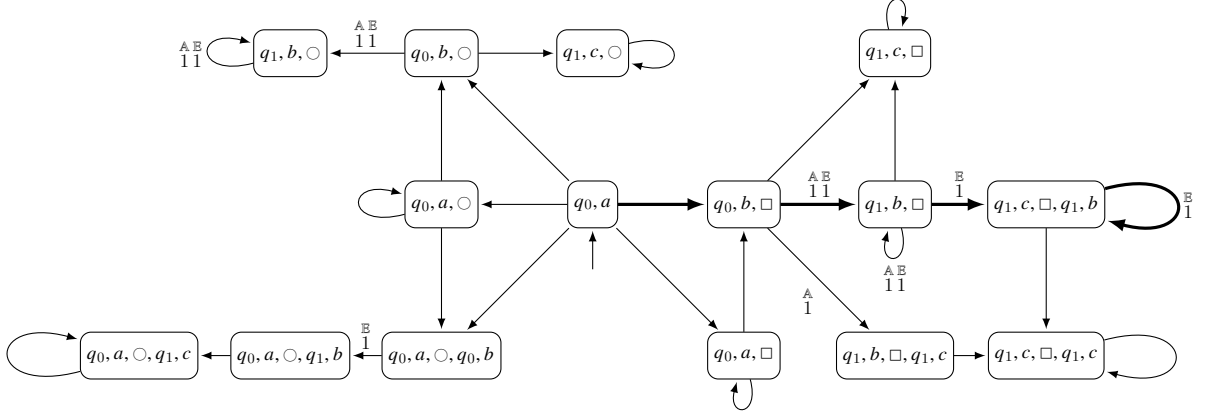 𝔸 𝔼
1 1
q₁, b, ○
𝔸 𝔼
1 1
q₀, b, ○
q₁, c, ○
q₁, c, □
q₀, a, ○
q₀, a
q₀, b, □
𝔸 𝔼
1 1
q₁, b, □
𝔼
1
q₁, c, □, q₁, b
𝔼
1
𝔸 𝔼
1 1
𝔸
1
q₀, a, ○, q₁, c
q₀, a, ○, q₁, b
𝔼
1
q₀, a, ○, q₀, b
q₀, a, □
q₁, b, □, q₁, c
q₁, c, □, q₁, c